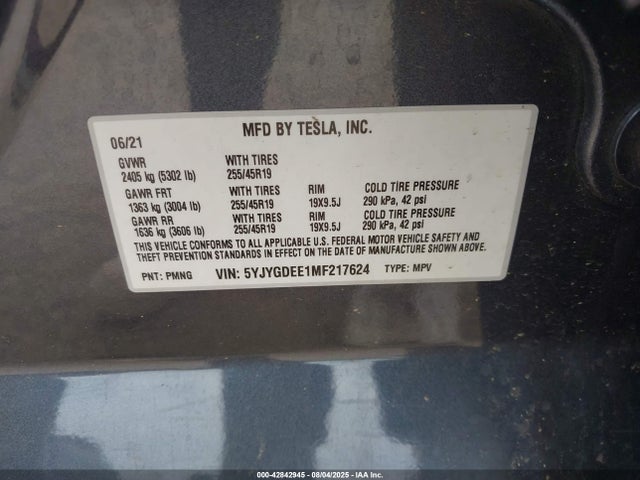 MFD BY TESLA, INC.
06/21
GVWR WITH TIRES
2405 kg (5302 lb) 255/45R19
GAWR FRT WITH TIRES RIM COLD TIRE PRESSURE
1363 kg (3004 lb) 255/45R19 19X9.5J 290 kPa, 42 psi
GAWR RR WITH TIRES RIM COLD TIRE PRESSURE
1636 kg (3606 lb) 255/45R19 19X9.5J 290 kPa, 42 psi
THIS VEHICLE CONFORMS TO ALL APPLICABLE U.S. FEDERAL MOTOR VEHICLE SAFETY AND
THEFT PREVENTION STANDARDS IN EFFECT ON THE DATE OF MANUFACTURE SHOWN ABOVE.
PNT: PMNG VIN: 5YJYGDEE1MF217624 TYPE: MPV
000-42842945 - 08/04/2025 - IAA Inc.